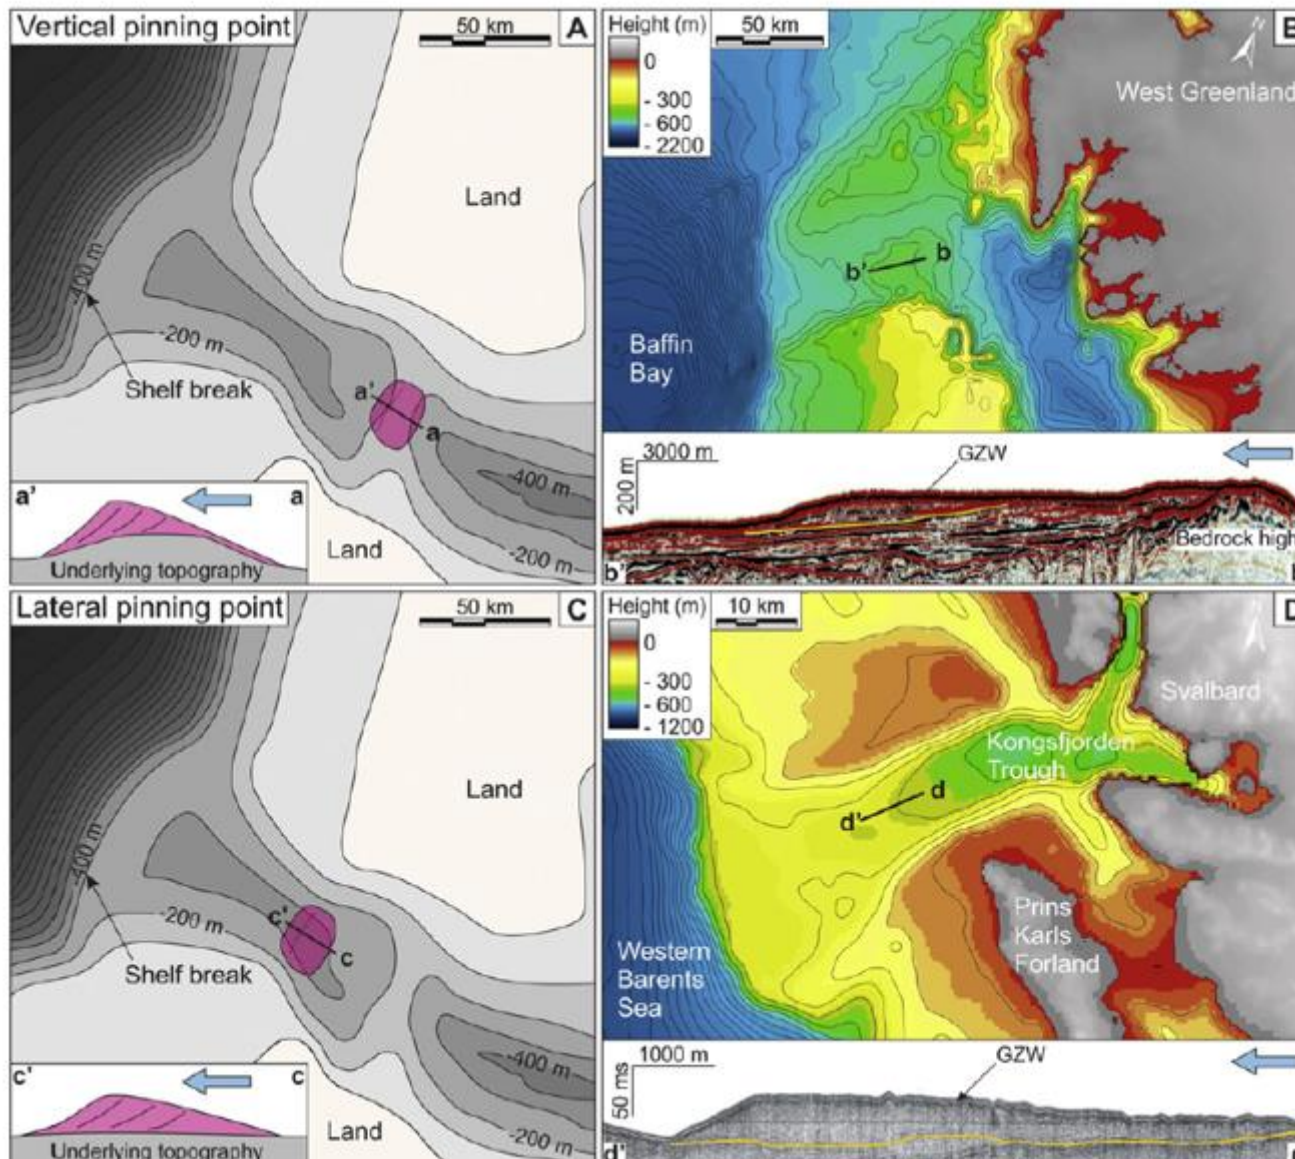 Vertical pinning point
50 km
A
Land
-400 m
-200 m
Shelf break
a'
a
-400 m
-200 m
Land
a'
a
Underlying topography
Height (m)
0
- 300
- 600
- 2200
50 km
N
B
West Greenland
b'
b
Baffin
Bay
3000 m
200 m
GZW
Bedrock high
b'
Lateral pinning point
50 km
C
Land
-400 m
-200 m
Shelf break
c'
c
-400 m
-200 m
Land
c'
c
Underlying topography
Height (m)
0
- 300
- 600
- 1200
10 km
D
Svalbard
Kongsfjorden
Trough
d'
d
Prins
Karls
Forland
Western
Barents
Sea
1000 m
50 ms
GZW
d'